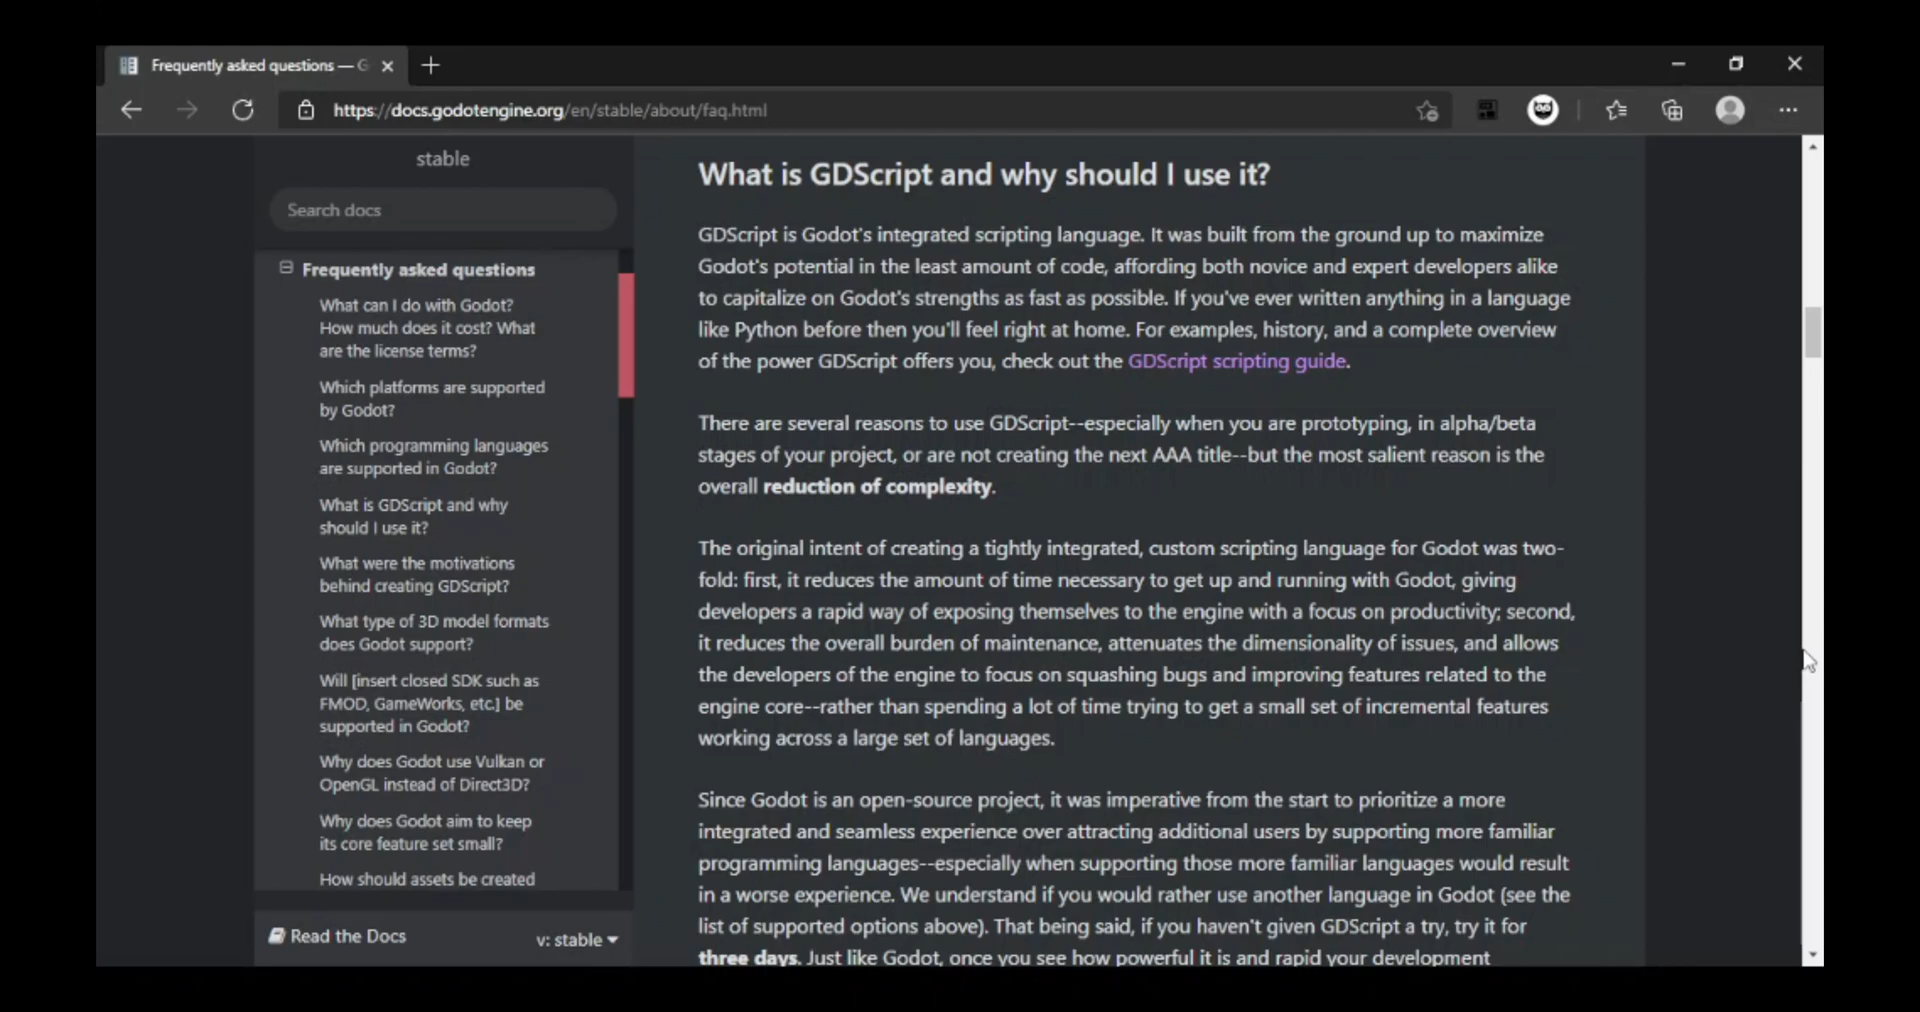 Frequently asked questions — G
https://docs.godotengine.org/en/stable/about/faq.html
stable
Search docs
Frequently asked questions
What can I do with Godot?
How much does it cost? What
are the license terms?
Which platforms are supported
by Godot?
Which programming languages
are supported in Godot?
What is GDScript and why
should I use it?
What were the motivations
behind creating GDScript?
What type of 3D model formats
does Godot support?
Will [insert closed SDK such as
FMOD, GameWorks, etc.] be
supported in Godot?
Why does Godot use Vulkan or
OpenGL instead of Direct3D?
Why does Godot aim to keep
its core feature set small?
How should assets be created
Read the Docs
v: stable
What is GDScript and why should I use it?
GDScript is Godot's integrated scripting language. It was built from the ground up to maximize
Godot's potential in the least amount of code, affording both novice and expert developers alike
to capitalize on Godot's strengths as fast as possible. If you've ever written anything in a language
like Python before then you'll feel right at home. For examples, history, and a complete overview
of the power GDScript offers you, check out the GDScript scripting guide.
There are several reasons to use GDScript--especially when you are prototyping, in alpha/beta
stages of your project, or are not creating the next AAA title--but the most salient reason is the
overall reduction of complexity.
The original intent of creating a tightly integrated, custom scripting language for Godot was two-
fold: first, it reduces the amount of time necessary to get up and running with Godot, giving
developers a rapid way of exposing themselves to the engine with a focus on productivity; second,
it reduces the overall burden of maintenance, attenuates the dimensionality of issues, and allows
the developers of the engine to focus on squashing bugs and improving features related to the
engine core--rather than spending a lot of time trying to get a small set of incremental features
working across a large set of languages.
Since Godot is an open-source project, it was imperative from the start to prioritize a more
integrated and seamless experience over attracting additional users by supporting more familiar
programming languages--especially when supporting those more familiar languages would result
in a worse experience. We understand if you would rather use another language in Godot (see the
list of supported options above). That being said, if you haven't given GDScript a try, try it for
three days. Just like Godot, once you see how powerful it is and rapid your development